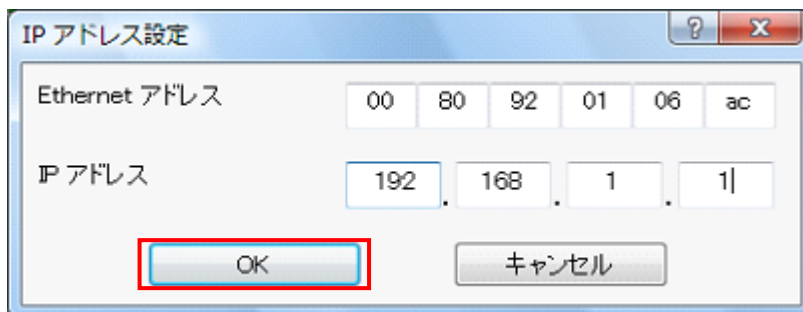 IP アドレス設定
Ethernet アドレス 00 80 92 01 06 ac
IP アドレス 192 . 168 . 1 . 1
OK キャンセル